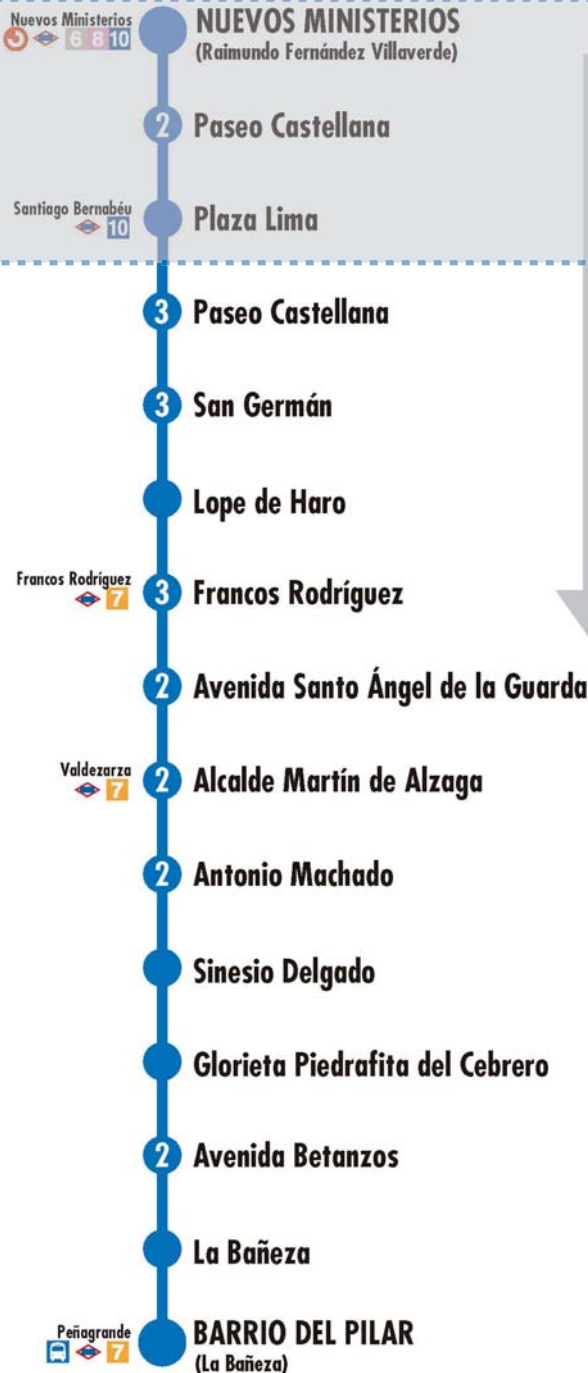 Nuevos Ministerios
6 8 10
NUEVOS MINISTERIOS
(Raimundo Fernández Villaverde)
2 Paseo Castellana
Santiago Bernabéu
10
Plaza Lima
3 Paseo Castellana
3 San Germán
Lope de Haro
Francos Rodríguez
7
3 Francos Rodríguez
2 Avenida Santo Ángel de la Guarda
Valdezarza
7
2 Alcalde Martín de Alzaga
2 Antonio Machado
Sinesio Delgado
Glorieta Piedrafita del Cebrero
2 Avenida Betanzos
La Bañeza
Peñagrande
7
BARRIO DEL PILAR
(La Bañeza)